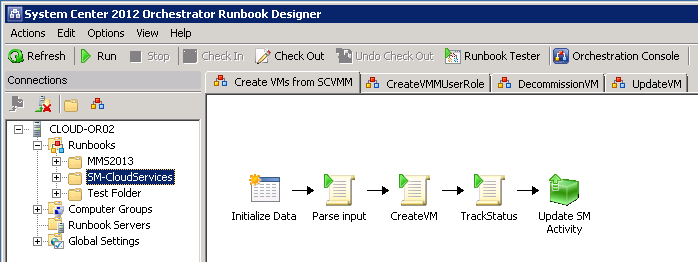 System Center 2012 Orchestrator Runbook Designer
Actions Edit Options View Help
Refresh Run Stop Check In Check Out Undo Check Out Runbook Tester Orchestration Console
Connections
Create VMs from SCVMM CreateVMMUserRole DecommissionVM UpdateVM
CLOUD-OR02
Runbooks
MMS2013
SM-CloudServices
Test Folder
Computer Groups
Runbook Servers
Global Settings
Initialize Data Parse input CreateVM TrackStatus Update SM
Activity